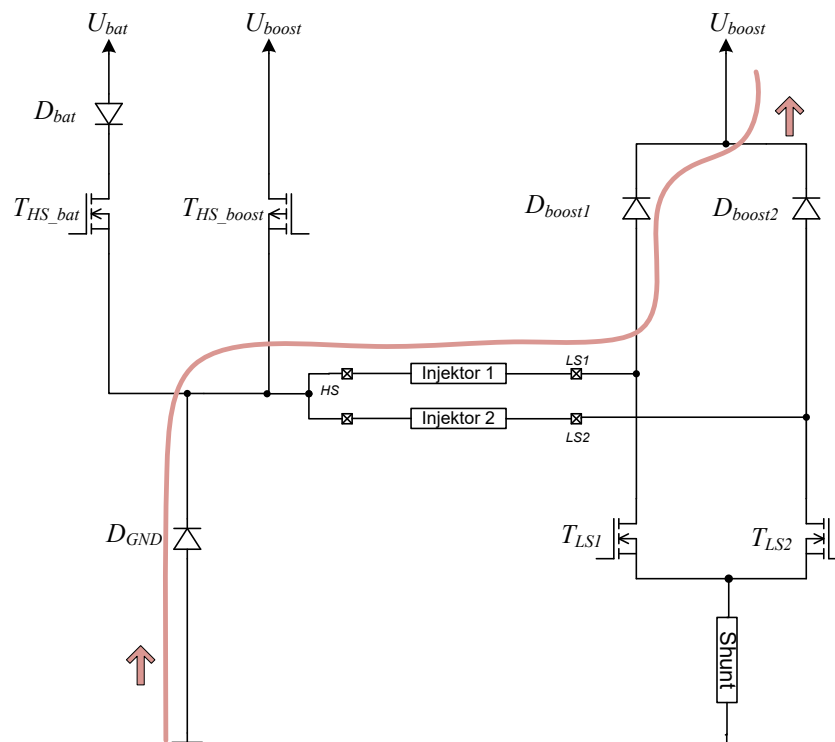 U_bat
U_boost
U_boost
D_bat
T_HS_bat
T_HS_boost
D_boost1
D_boost2
HS
Injektor 1
LS1
Injektor 2
LS2
D_GND
T_LS1
T_LS2
Shunt